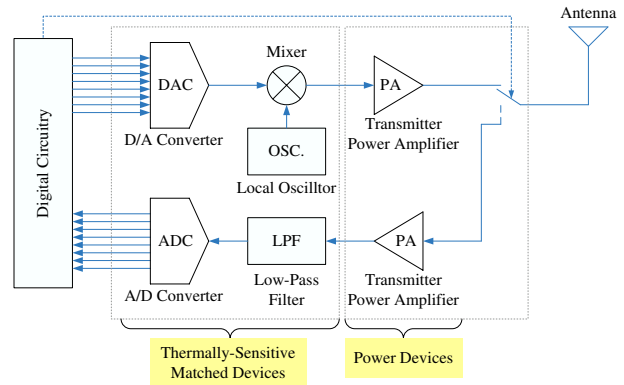 Antenna
Mixer
DAC
PA
D/A Converter
Transmitter
Power Amplifier
OSC.
Local Oscilltor
Digital Circuitry
ADC
LPF
PA
A/D Converter
Low-Pass
Filter
Transmitter
Power Amplifier
Thermally-Sensitive
Matched Devices
Power Devices